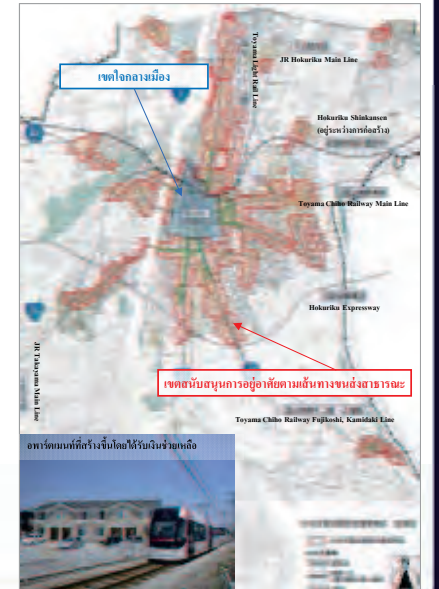 เขตใจกลางเมือง
Toyama Light Rail Line
JR Hokuriku Main Line
Hokuriku Shinkansen
(อยู่ระหว่างการก่อสร้าง)
Toyama Chiho Railway Main Line
Hokuriku Expressway
JR Takayama Main Line
เขตสนับสนุนการอยู่อาศัยตามเส้นทางขนส่งสาธารณะ
Toyama Chiho Railway Fujikoshi, Kamidaki Line
อพาร์ตเมนท์ที่สร้างขึ้นโดยได้รับเงินช่วยเหลือ